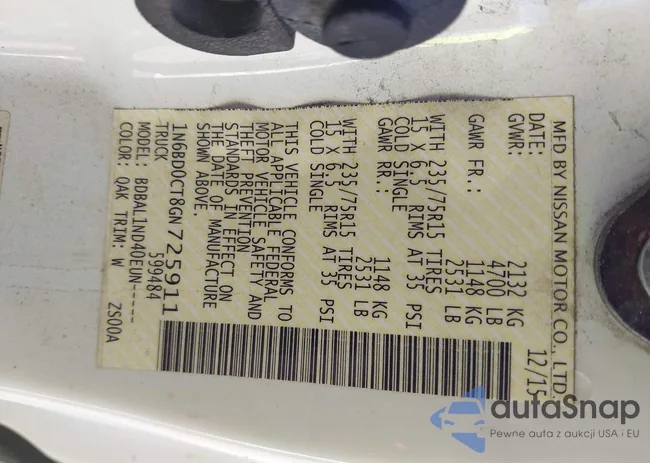 MFD BY NISSAN MOTOR CO., LTD.
DATE: 12/15
GVWR: 2132 KG
4700 LB
GAWR FR.: 1148 KG
2531 LB
WITH 235/75R15 TIRES
15 X 6.5 RIMS AT 35 PSI
COLD SINGLE
GAWR RR.: 1148 KG
2531 LB
WITH 235/75R15 TIRES
15 X 6.5 RIMS AT 35 PSI
COLD SINGLE
THIS VEHICLE CONFORMS TO
ALL APPLICABLE FEDERAL
MOTOR VEHICLE SAFETY AND
THEFT PREVENTION
STANDARDS IN EFFECT ON
THE DATE OF MANUFACTURE
SHOWN ABOVE.
1N6BD0CT8GN725911
TRUCK 599484
MODEL: BDBAL1ND40EUN-----
COLOR: QAK TRIM: W ZS00A
autaSnap
Pewne auta z aukcji USA i EU